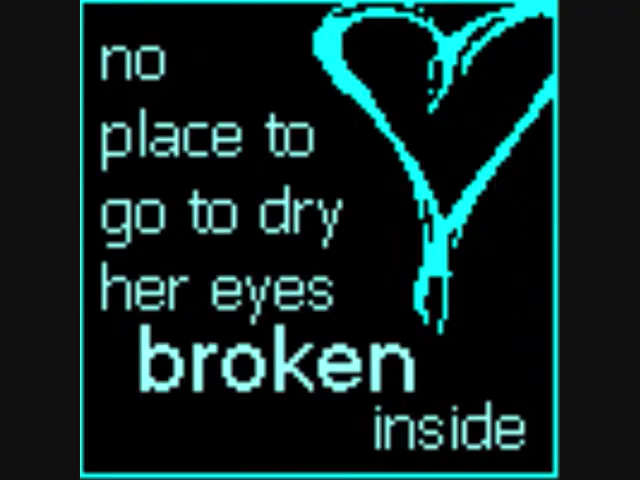 no
place to
go to dry
her eyes
broken
inside